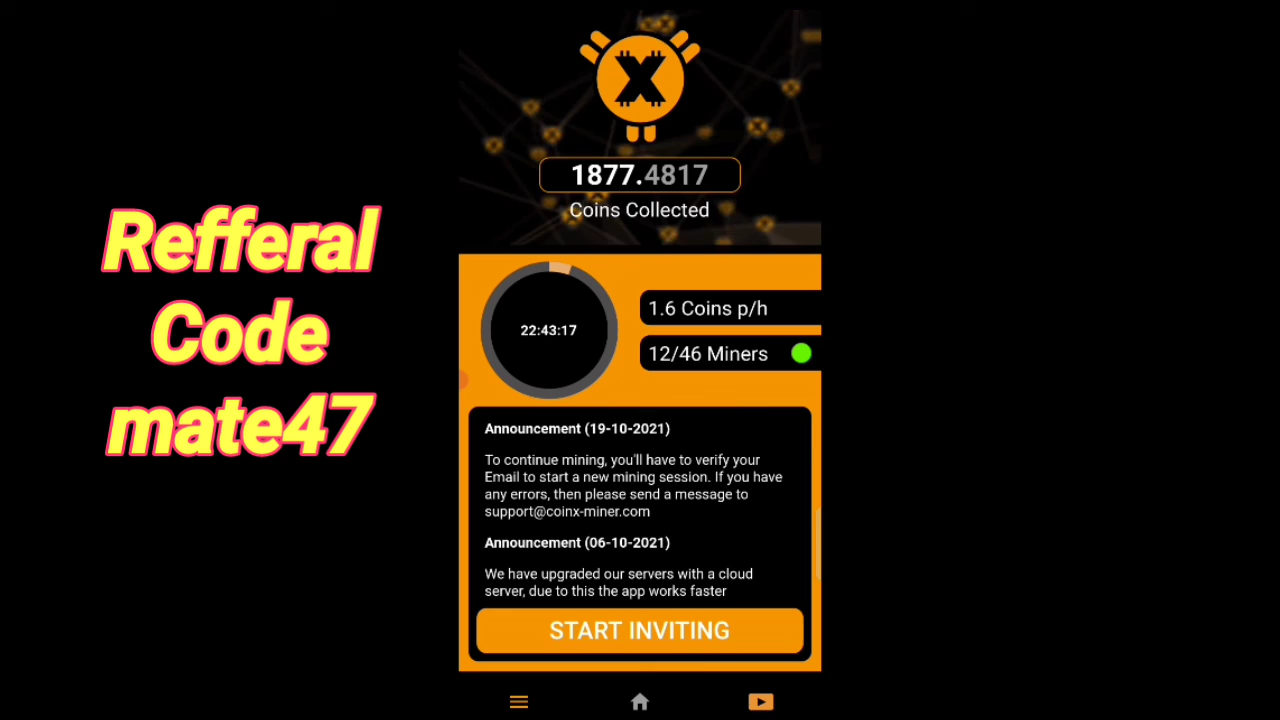 Refferal
Code
mate47
X
1877.4817
Coins Collected
22:43:17
1.6 Coins p/h
12/46 Miners
Announcement (19-10-2021)
To continue mining, you'll have to verify your
Email to start a new mining session. If you have
any errors, then please send a message to
support@coinx-miner.com
Announcement (06-10-2021)
We have upgraded our servers with a cloud
server, due to this the app works faster
START INVITING